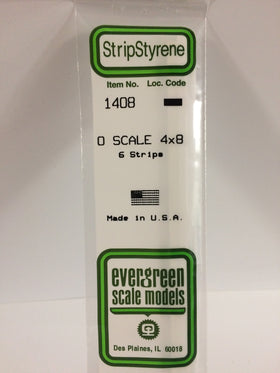 StripStyrene
Item No. Loc. Code
1408
O SCALE 4x8
6 Strips
Made in U.S.A.
evergreen
scale models
Des Plaines, IL 60018